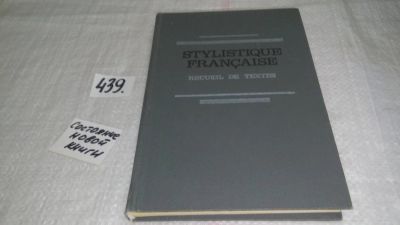 STYLISTIQUE
FRANÇAISE
RECUEIL DE TEXTES
439.
СОСТОЯНИЕ
НОВОЙ
КНИГИ